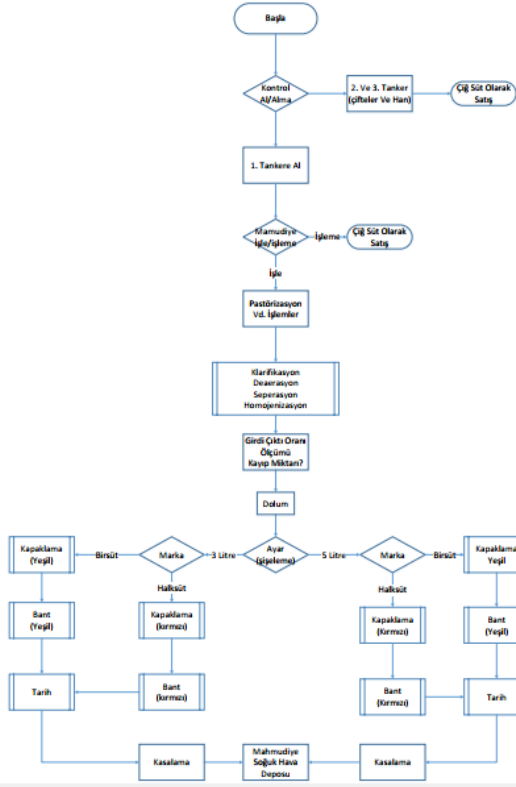 Başla
Kontrol
Al/Alma
2. Ve 3. Tanker
(çifteler Ve Han)
Çiğ Süt Olarak
Satış
1. Tankere Al
Mamudiye
İşle/işleme
İşleme
Çiğ Süt Olarak
Satış
İşle
Pastörizasyon
Vd. İşlemler
Klarifikasyon
Deaerasyon
Seperasyon
Homojenizasyon
Girdi Çıktı Oranı
Ölçümü
Kayıp Miktarı?
Dolum
Kapaklama
(Yeşil)
Birsüt
Marka
3 Litre
Ayar
(şişeleme)
5 Litre
Marka
Birsüt
Kapaklama
Yeşil
Halksüt
Halksüt
Bant
(Yeşil)
Kapaklama
(kırmızı)
Kapaklama
(Kırmızı)
Bant
(Yeşil)
Tarih
Bant
(kırmızı)
Bant
(Kırmızı)
Tarih
Kasalama
Mahmudiye
Soğuk Hava
Deposu
Kasalama